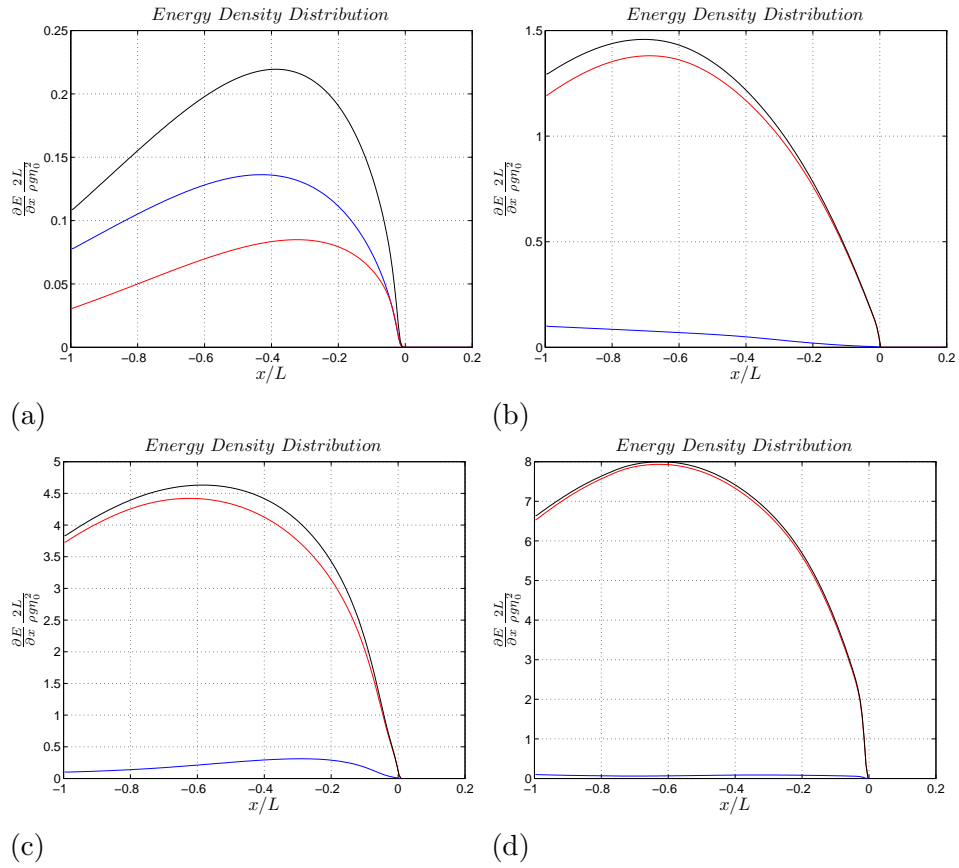 Energy Density Distribution
0.25
0.2
0.15
0.1
0.05
0
−1 −0.8 −0.6 −0.4 −0.2 0 0.2
x/L
∂E/∂x 2L/ρgη₀²
(a)
Energy Density Distribution
1.5
1
0.5
0
−1 −0.8 −0.6 −0.4 −0.2 0 0.2
x/L
∂E/∂x 2L/ρgη₀²
(b)
Energy Density Distribution
5
4.5
4
3.5
3
2.5
2
1.5
1
0.5
0
−1 −0.8 −0.6 −0.4 −0.2 0 0.2
x/L
∂E/∂x 2L/ρgη₀²
(c)
Energy Density Distribution
8
7
6
5
4
3
2
1
0
−1 −0.8 −0.6 −0.4 −0.2 0 0.2
x/L
∂E/∂x 2L/ρgη₀²
(d)